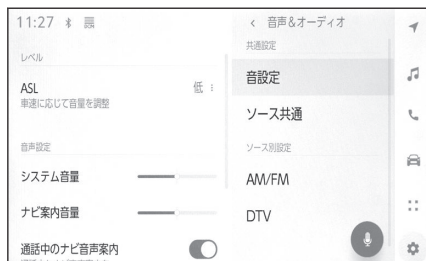 11:27
レベル
ASL
低
車速に応じて音量を調整
音声設定
システム音量
ナビ案内音量
通話中のナビ音声案内
音声&オーディオ
共通設定
音設定
ソース共通
ソース別設定
AM/FM
DTV